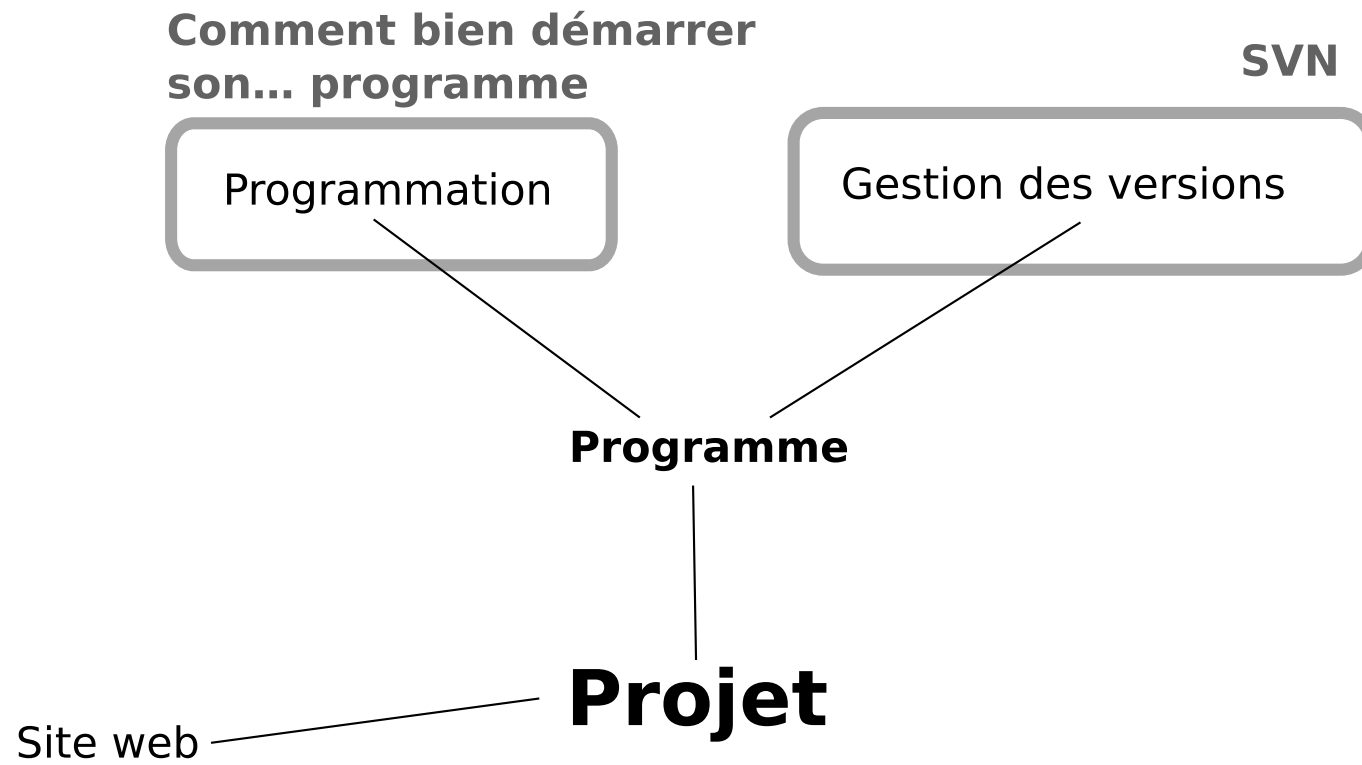 Comment bien démarrer
son… programme
SVN
Programmation
Gestion des versions
Programme
Projet
Site web